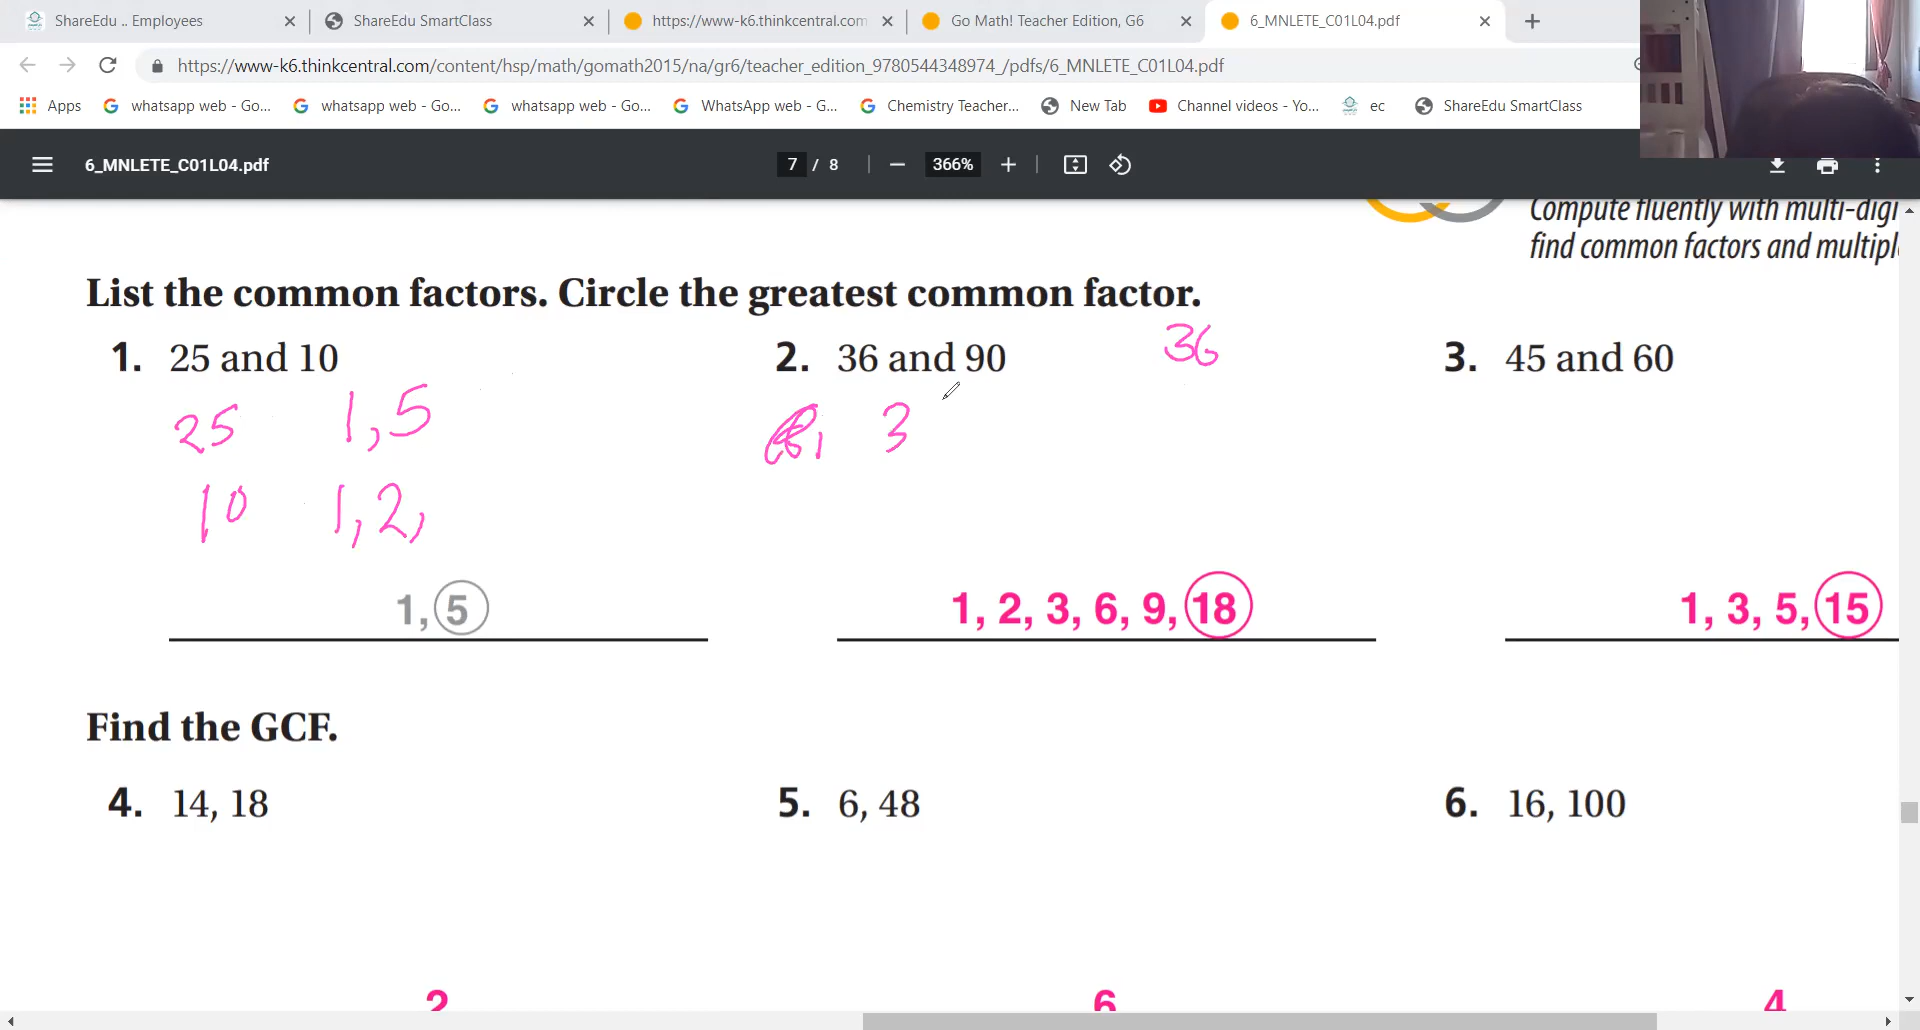 ShareEdu .. Employees
ShareEdu SmartClass
https://www-k6.thinkcentral.com
Go Math! Teacher Edition, G6
6_MNLETE_C01L04.pdf
https://www-k6.thinkcentral.com/content/hsp/math/gomath2015/na/gr6/teacher_edition_9780544348974_/pdfs/6_MNLETE_C01L04.pdf
Apps
whatsapp web - Go...
whatsapp web - Go...
whatsapp web - Go...
WhatsApp web - G...
Chemistry Teacher...
New Tab
Channel videos - Yo...
ec
ShareEdu SmartClass
6_MNLETE_C01L04.pdf
7 / 8
366%
Compute fluently with multi-digi
find common factors and multipl
List the common factors. Circle the greatest common factor.
1. 25 and 10
2. 36 and 90
36
3. 45 and 60
25 1,5
3
10 1,2,
1, 5
1, 2, 3, 6, 9, 18
1, 3, 5, 15
Find the GCF.
4. 14, 18
5. 6, 48
6. 16, 100
2
6
4